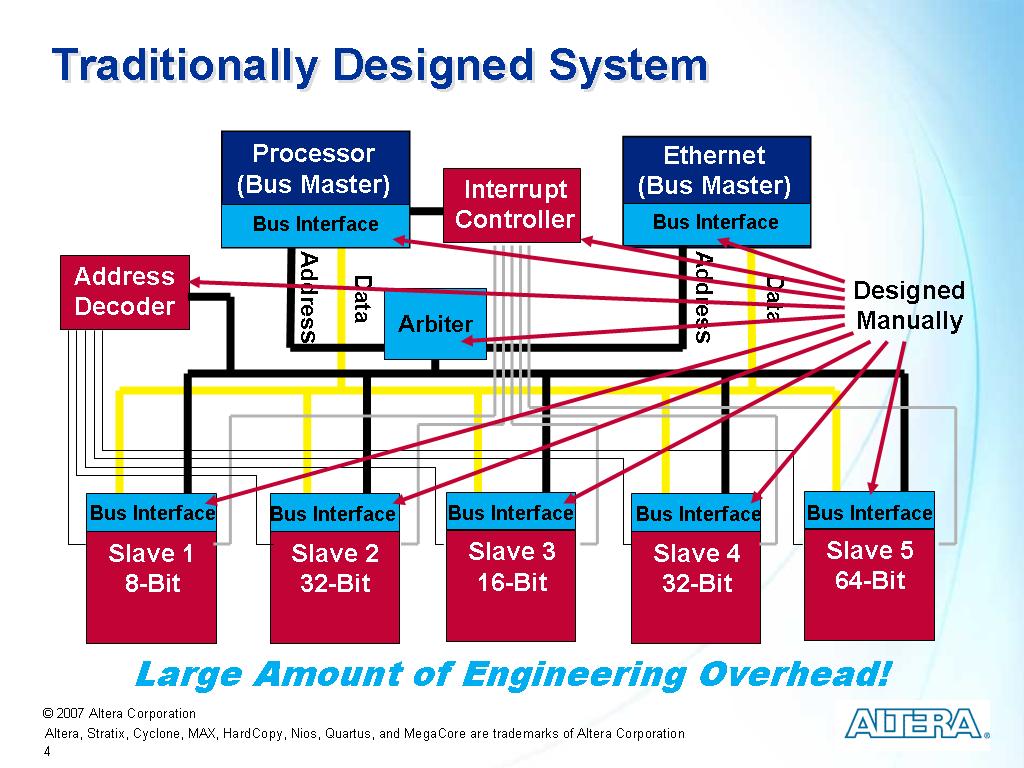 Traditionally Designed System
Processor
(Bus Master)
Bus Interface
Interrupt
Controller
Ethernet
(Bus Master)
Bus Interface
Address
Decoder
Address
Data
Arbiter
Address
Data
Designed
Manually
Bus Interface
Slave 1
8-Bit
Bus Interface
Slave 2
32-Bit
Bus Interface
Slave 3
16-Bit
Bus Interface
Slave 4
32-Bit
Bus Interface
Slave 5
64-Bit
Large Amount of Engineering Overhead!
© 2007 Altera Corporation
Altera, Stratix, Cyclone, MAX, HardCopy, Nios, Quartus, and MegaCore are trademarks of Altera Corporation
4
ALTERA®